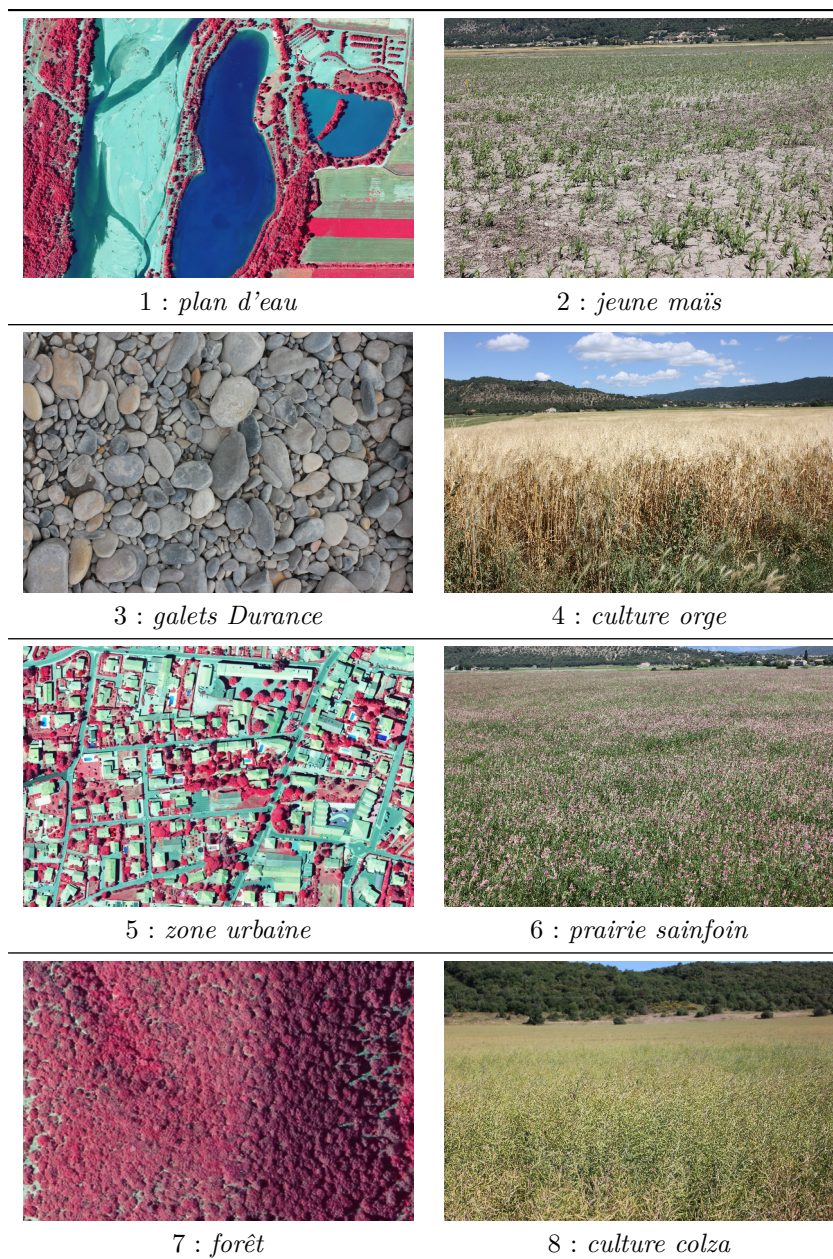 1 : plan d'eau
2 : jeune maïs
3 : galets Durance
4 : culture orge
5 : zone urbaine
6 : prairie sainfoin
7 : forêt
8 : culture colza